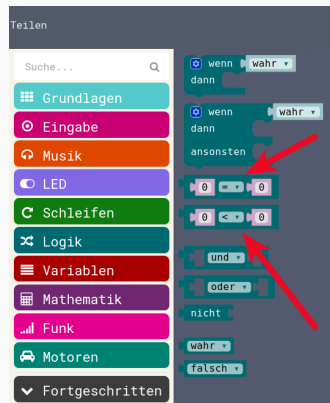 Teilen
Suche...
Grundlagen
Eingabe
Musik
LED
Schleifen
Logik
Variablen
Mathematik
Funk
Motoren
Fortgeschritten
wenn wahr
dann
wenn wahr
dann
ansonsten
0 = 0
0 < 0
und
oder
nicht
wahr
falsch